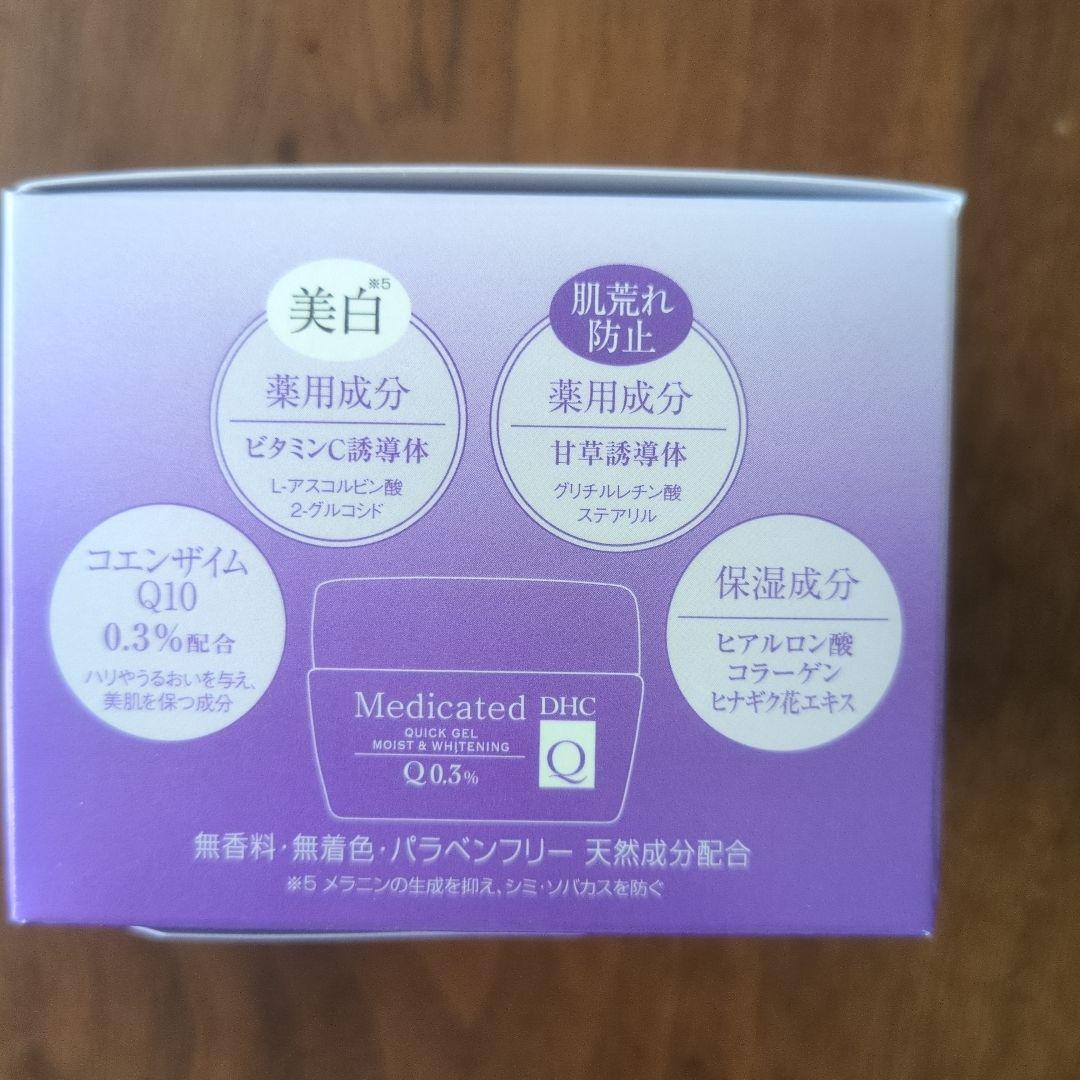 美白※5
薬用成分
ビタミンC誘導体
L-アスコルビン酸
2-グルコシド
肌荒れ
防止
薬用成分
甘草誘導体
グリチルレチン酸
ステアリル
コエンザイム
Q10
0.3%配合
ハリやうるおいを与え、
美肌を保つ成分
保湿成分
ヒアルロン酸
コラーゲン
ヒナギク花エキス
Medicated DHC
QUICK GEL
MOIST & WHITENING
Q0.3%
Q
無香料・無着色・パラベンフリー 天然成分配合
※5 メラニンの生成を抑え、シミ・ソバカスを防ぐ